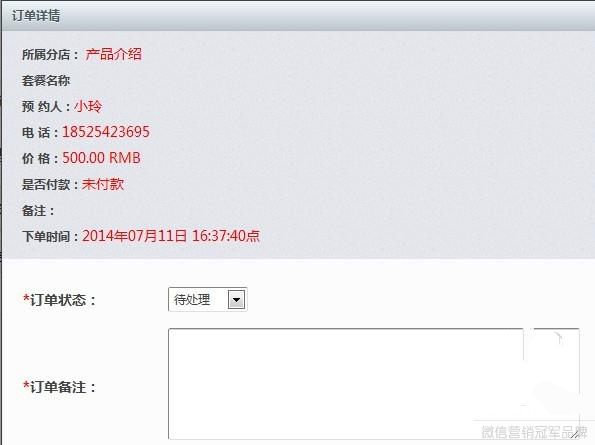 订单详情
所属分店： 产品介绍
套餐名称
预 约人：小玲
电 话：18525423695
价 格：500.00 RMB
是否付款：未付款
备注：
下单时间：2014年07月11日 16:37:40点
*订单状态： 待处理
*订单备注：
微信营销冠军品牌